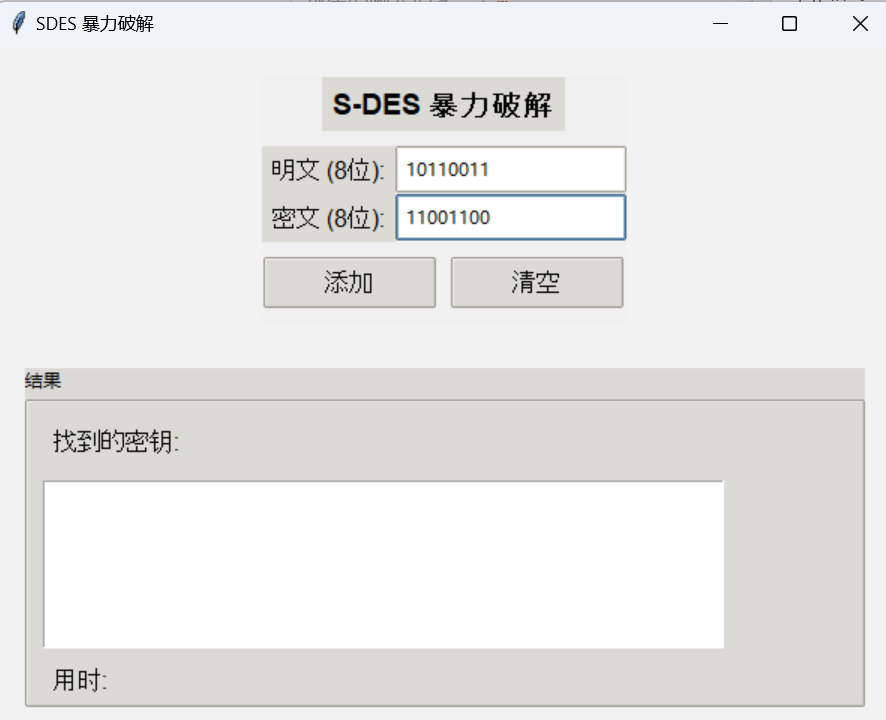 SDES 暴力破解
S-DES 暴力破解
明文 (8位): 10110011
密文 (8位): 11001100
添加 清空
结果
找到的密钥:
用时: